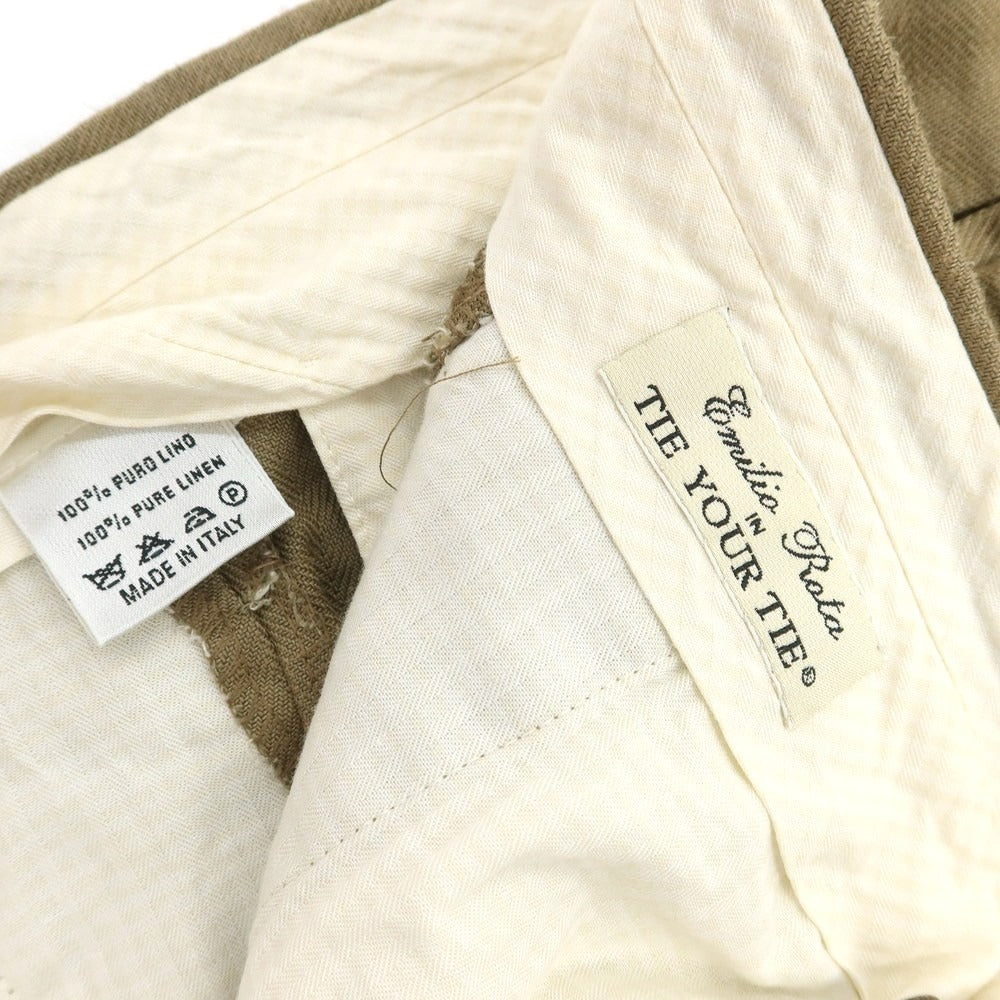 100% PURO LINO
100% PURE LINEN
P
MADE IN ITALY
Emilio Rota
IN
TIE YOUR TIE®